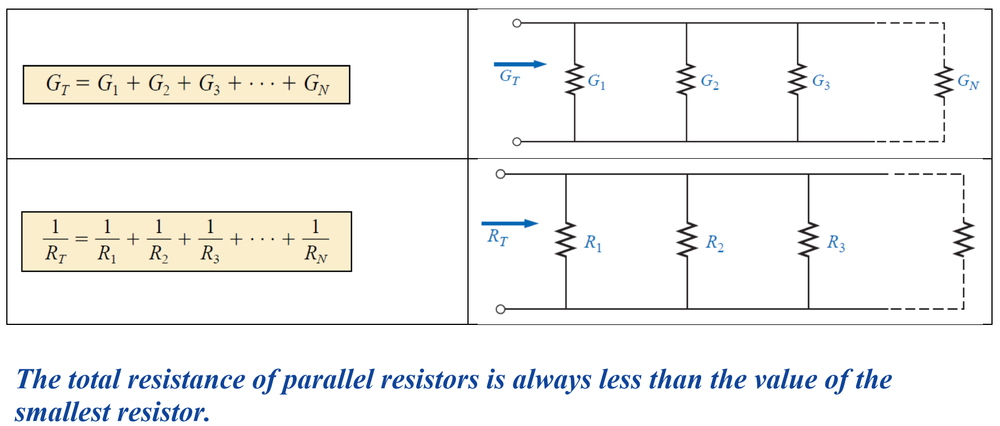 G_T = G_1 + G_2 + G_3 + · · · + G_N
G_T
G_1
G_2
G_3
G_N
1/R_T = 1/R_1 + 1/R_2 + 1/R_3 + · · · + 1/R_N
R_T
R_1
R_2
R_3
The total resistance of parallel resistors is always less than the value of the
smallest resistor.